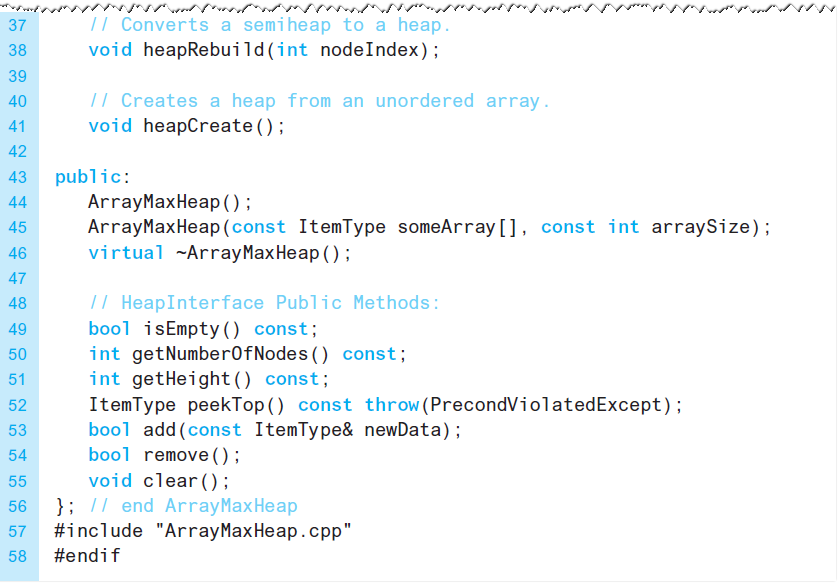 37 // Converts a semiheap to a heap.
38 void heapRebuild(int nodeIndex);
39
40 // Creates a heap from an unordered array.
41 void heapCreate();
42
43 public:
44 ArrayMaxHeap();
45 ArrayMaxHeap(const ItemType someArray[], const int arraySize);
46 virtual ~ArrayMaxHeap();
47
48 // HeapInterface Public Methods:
49 bool isEmpty() const;
50 int getNumberOfNodes() const;
51 int getHeight() const;
52 ItemType peekTop() const throw(PrecondViolatedExcept);
53 bool add(const ItemType& newData);
54 bool remove();
55 void clear();
56 }; // end ArrayMaxHeap
57 #include "ArrayMaxHeap.cpp"
58 #endif